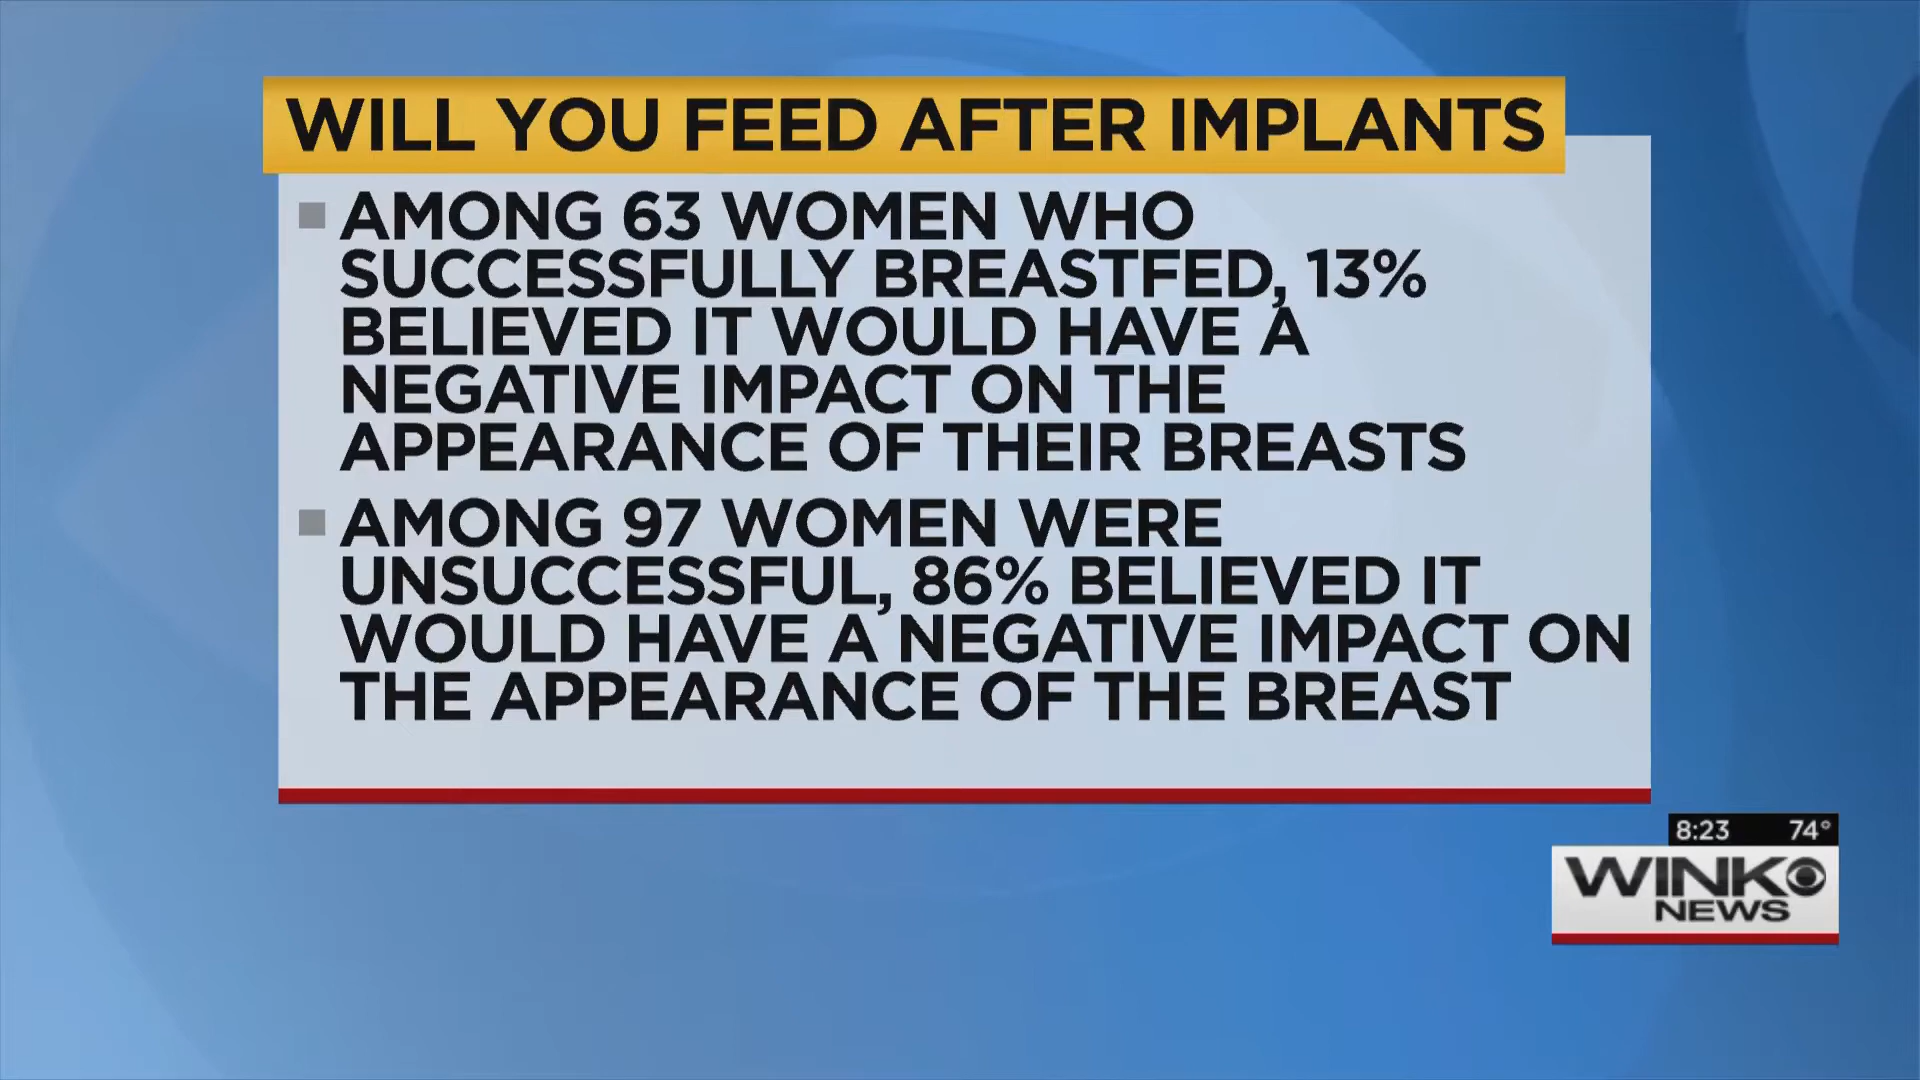 WILL YOU FEED AFTER IMPLANTS
AMONG 63 WOMEN WHO
SUCCESSFULLY BREASTFED, 13%
BELIEVED IT WOULD HAVE A
NEGATIVE IMPACT ON THE
APPEARANCE OF THEIR BREASTS
AMONG 97 WOMEN WERE
UNSUCCESSFUL, 86% BELIEVED IT
WOULD HAVE A NEGATIVE IMPACT ON
THE APPEARANCE OF THE BREAST
8:23 74°
WINK
NEWS